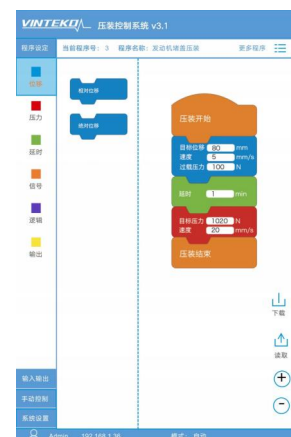 VINTEKO 压装控制系统 v3.1
程序设定 当前程序号: 3 程序名称: 发动机端盖压装 更多程序
位移
压力
延时
信号
逻辑
输出
相对位移
绝对位移
压装开始
目标位移 80 mm
速度 5 mm/s
过载压力 100 N
延时 1 min
目标压力 1020 N
速度 20 mm/s
压装结束
下载
读取
输入输出
手动控制
系统设置
Admin 192.168.1.36 模式: 自动